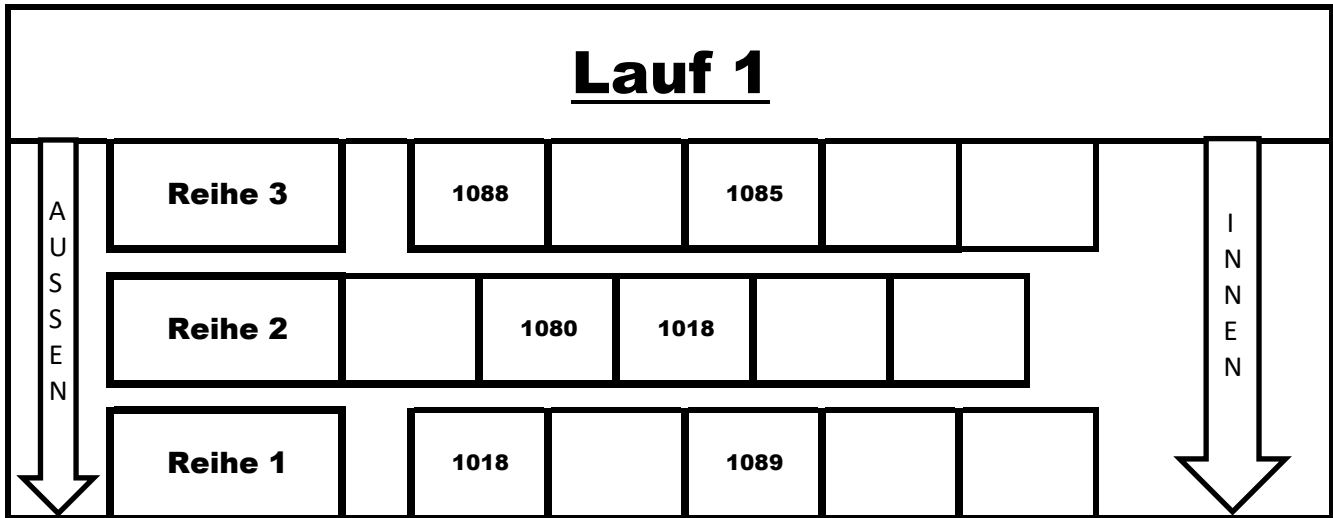 Lauf 1
AUSSEN
INNEN
Reihe 3 1088 1085
Reihe 2 1080 1018
Reihe 1 1018 1089